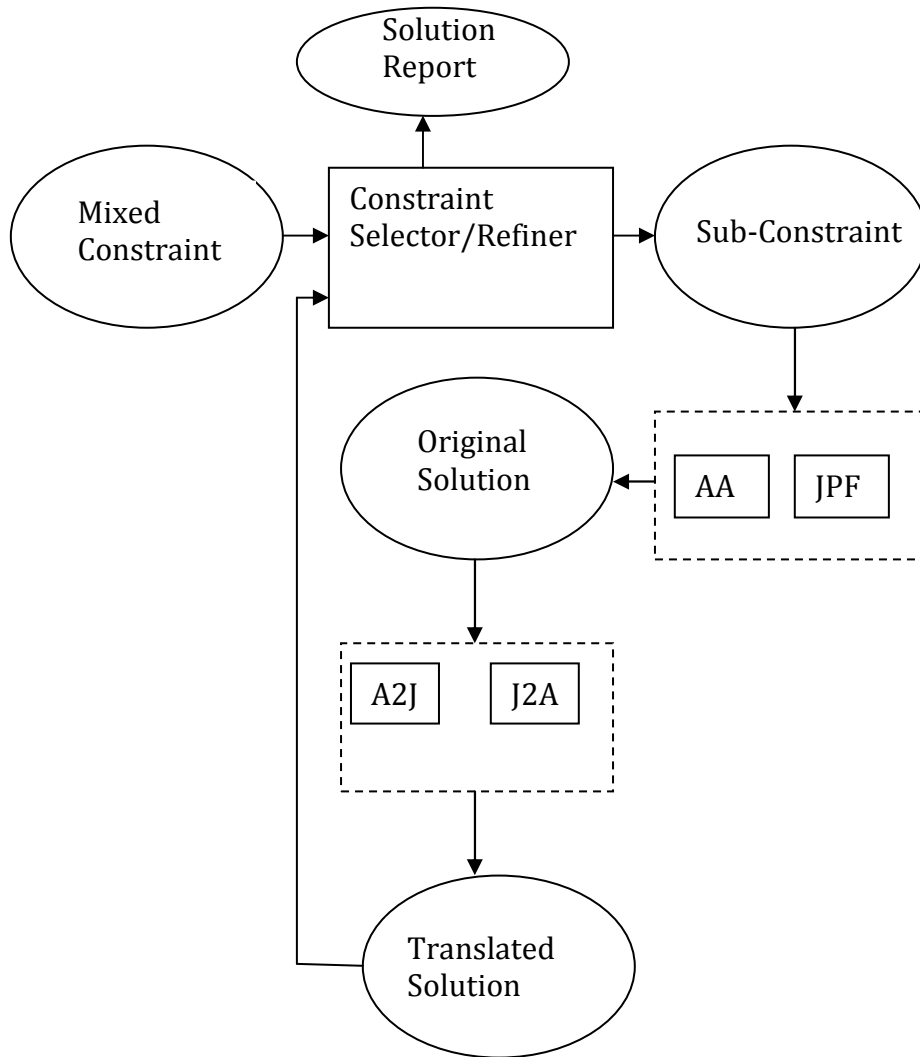 Solution
Report
Mixed
Constraint
Constraint
Selector/Refiner
Sub-Constraint
Original
Solution
AA
JPF
A2J
J2A
Translated
Solution